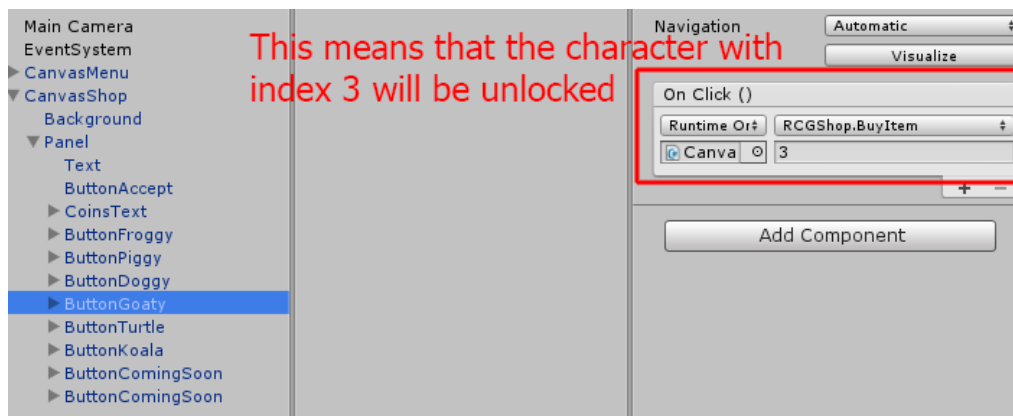 Main Camera
EventSystem
CanvasMenu
CanvasShop
Background
Panel
Text
ButtonAccept
CoinsText
ButtonFroggy
ButtonPiggy
ButtonDoggy
ButtonGoaty
ButtonTurtle
ButtonKoala
ButtonComingSoon
ButtonComingSoon
This means that the character with
index 3 will be unlocked
Navigation Automatic
Visualize
On Click ()
Runtime Or RCGShop.BuyItem
Canva 3
+ −
Add Component